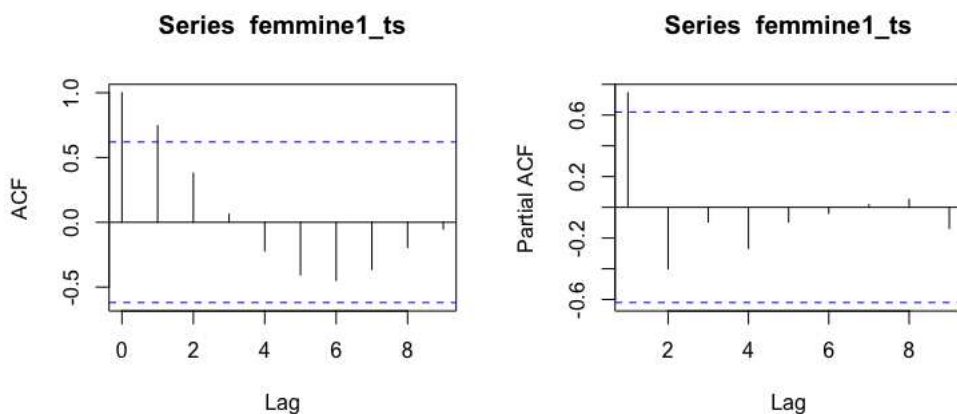 Series femmine1_ts
ACF
1.0
0.5
0.0
-0.5
0 2 4 6 8
Lag
Series femmine1_ts
Partial ACF
0.6
0.2
-0.2
-0.6
2 4 6 8
Lag